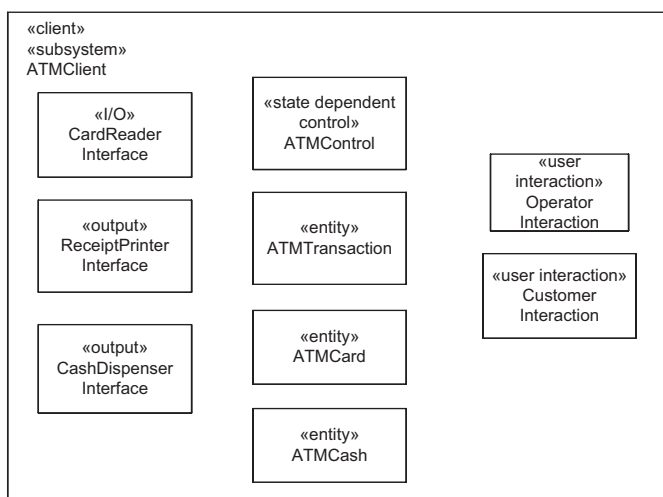 «client»
«subsystem»
ATMClient
«I/O»
CardReader
Interface
«output»
ReceiptPrinter
Interface
«output»
CashDispenser
Interface
«state dependent
control»
ATMControl
«entity»
ATMTransaction
«entity»
ATMCard
«entity»
ATMCash
«user
interaction»
Operator
Interaction
«user interaction»
Customer
Interaction